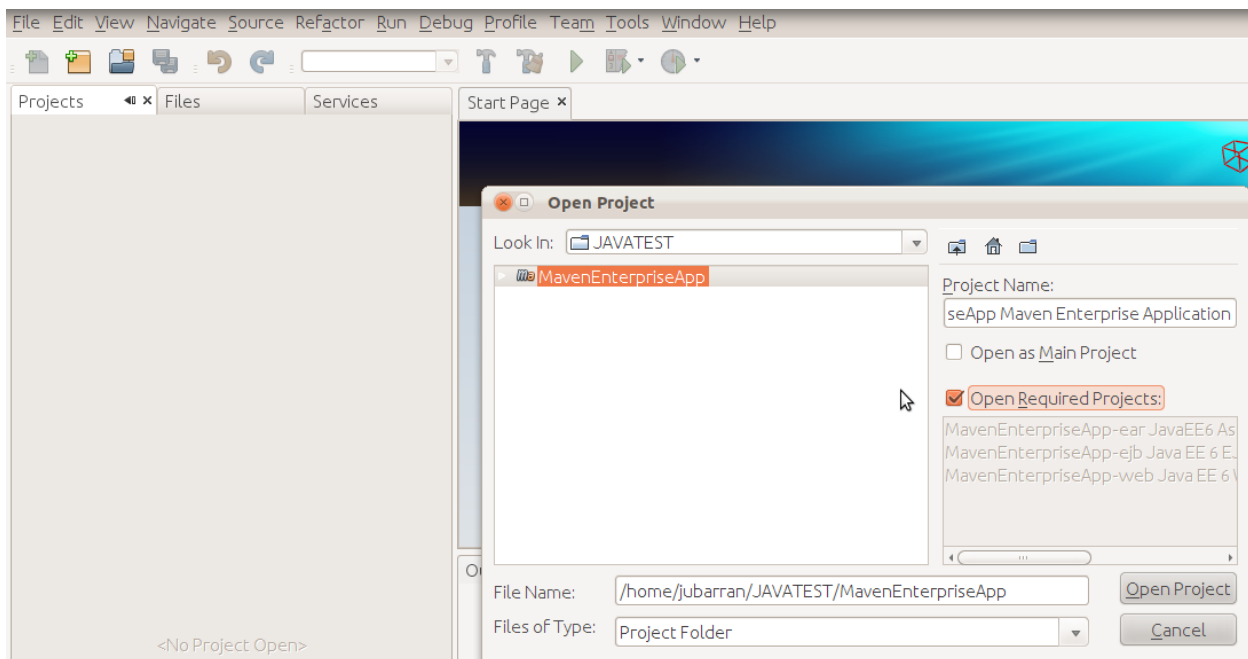 File Edit View Navigate Source Refactor Run Debug Profile Team Tools Window Help
Projects Files Services Start Page
Open Project
Look In: JAVATEST
MavenEnterpriseApp
Project Name:
seApp Maven Enterprise Application
Open as Main Project
Open Required Projects:
MavenEnterpriseApp-ear JavaEE6 As
MavenEnterpriseApp-ejb Java EE 6 E
MavenEnterpriseApp-web Java EE 6
File Name: /home/jubarran/JAVATEST/MavenEnterpriseApp Open Project
Files of Type: Project Folder Cancel
<No Project Open>